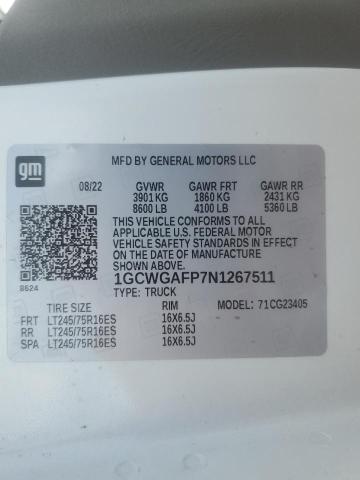 gm
MFD BY GENERAL MOTORS LLC
08/22 GVWR GAWR FRT GAWR RR
3901 KG 1860 KG 2431 KG
8600 LB 4100 LB 5360 LB
THIS VEHICLE CONFORMS TO ALL
APPLICABLE U.S. FEDERAL MOTOR
VEHICLE SAFETY STANDARDS IN EFFECT
ON THE DATE OF MANUFACTURE
SHOWN ABOVE.
8624 1GCWGAFP7N1267511
TYPE: TRUCK
TIRE SIZE RIM MODEL: 71CG23405
FRT LT245/75R16ES 16X6.5J
RR LT245/75R16ES 16X6.5J
SPA LT245/75R16ES 16X6.5J